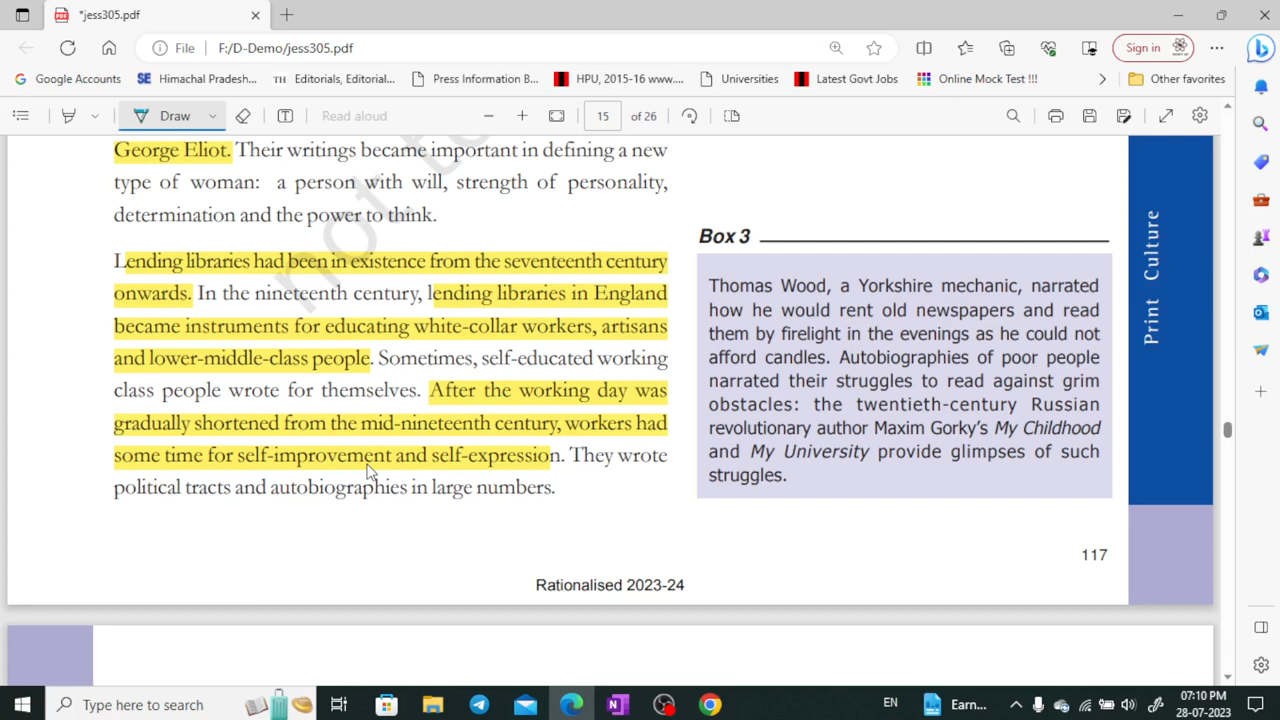 *jess305.pdf
File F:/D-Demo/jess305.pdf Sign in
Google Accounts SE Himachal Pradesh... TH Editorials, Editorial... Press Information B... HPU, 2015-16 www.... Universities Latest Govt Jobs Online Mock Test !!! Other favorites
Draw Read aloud 15 of 26
George Eliot. Their writings became important in defining a new
type of woman: a person with will, strength of personality,
determination and the power to think.
Lending libraries had been in existence from the seventeenth century
onwards. In the nineteenth century, lending libraries in England
became instruments for educating white-collar workers, artisans
and lower-middle-class people. Sometimes, self-educated working
class people wrote for themselves. After the working day was
gradually shortened from the mid-nineteenth century, workers had
some time for self-improvement and self-expression. They wrote
political tracts and autobiographies in large numbers.
not to
Box 3
Thomas Wood, a Yorkshire mechanic, narrated
how he would rent old newspapers and read
them by firelight in the evenings as he could not
afford candles. Autobiographies of poor people
narrated their struggles to read against grim
obstacles: the twentieth-century Russian
revolutionary author Maxim Gorky's My Childhood
and My University provide glimpses of such
struggles.
Print Culture
117
Rationalised 2023-24
Type here to search EN Earn... 07:10 PM
28-07-2023